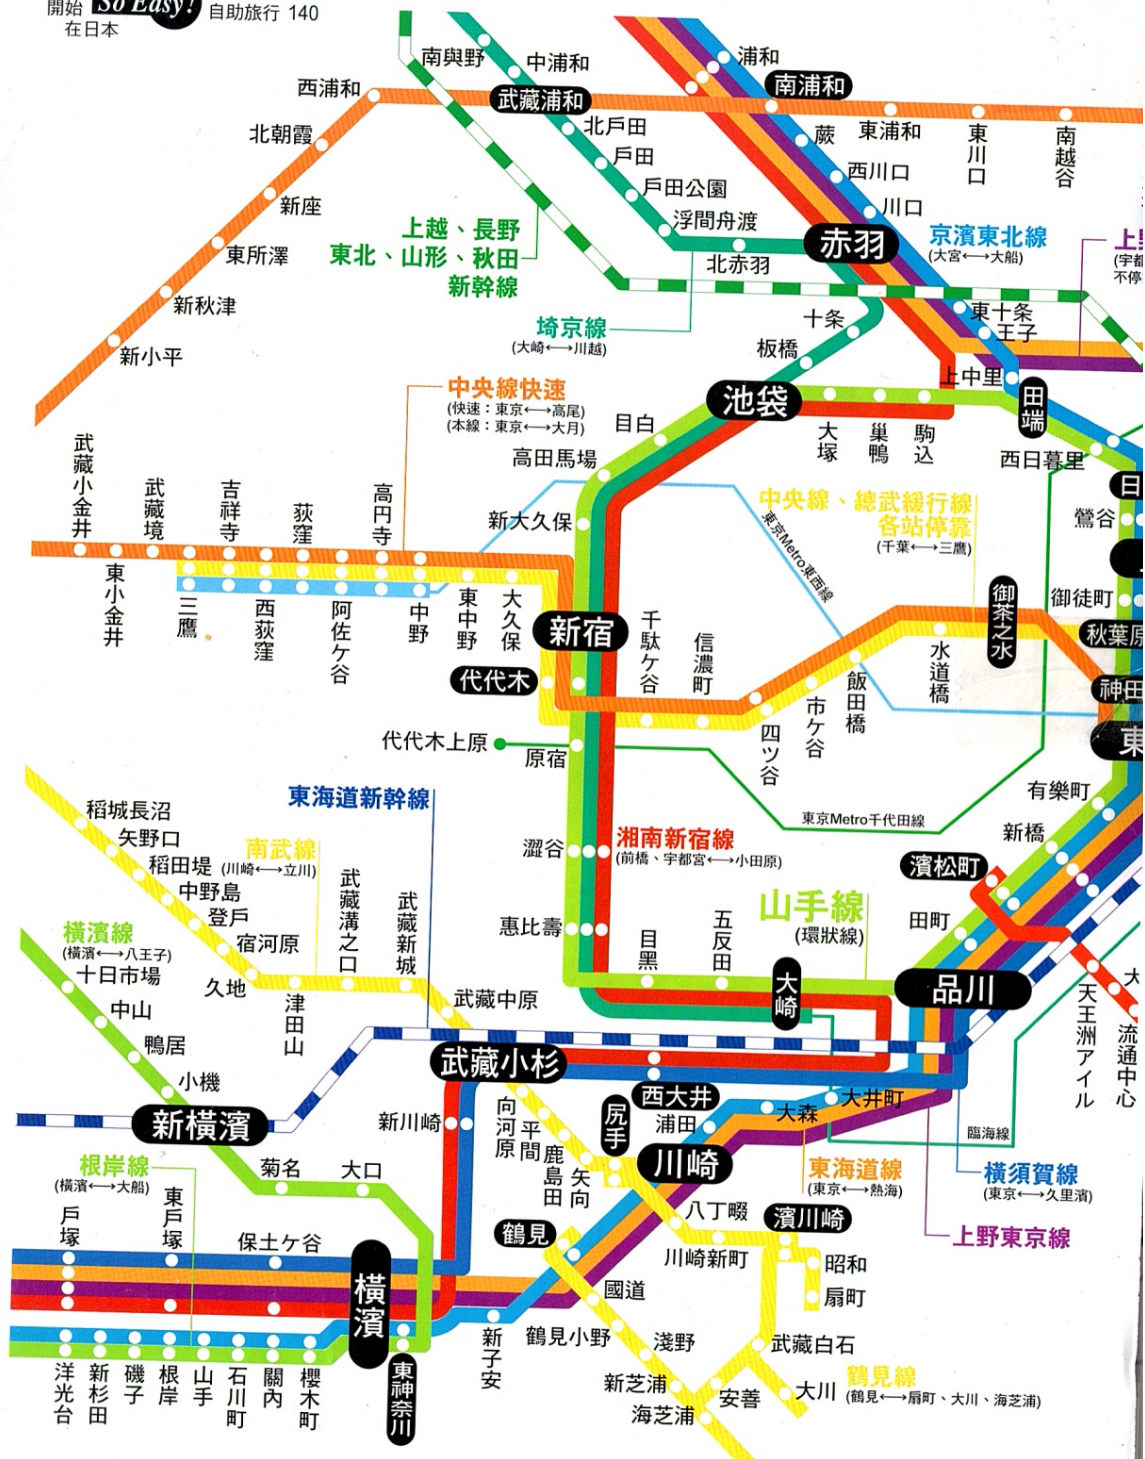 開始 So Easy! 自助旅行 140
在日本
南與野
中浦和
浦和
西浦和
武藏浦和
南浦和
北朝霞
北戶田
蕨
東浦和
東川口
南越谷
戶田
西川口
新座
戶田公園
川口
浮間舟渡
上越、長野
東北、山形、秋田
新幹線
赤羽
京濱東北線
(大宮⟷大船)
東所澤
北赤羽
新秋津
埼京線
(大崎⟷川越)
十条
東十条
王子
新小平
板橋
上中里
中央線快速
(快速：東京⟷高尾)
(本線：東京⟷大月)
池袋
田端
目白
大塚
巢鴨
駒込
高田馬場
西日暮里
武藏小金井
武藏境
吉祥寺
荻窪
高円寺
新大久保
中央線、總武緩行線
各站停靠
(千葉⟷三鷹)
東京Metro東西線
鶯谷
東小金井
三鷹
西荻窪
阿佐ケ谷
中野
東中野
大久保
新宿
千駄ケ谷
信濃町
御茶之水
御徒町
秋葉原
代代木
水道橋
飯田橋
市ケ谷
四ツ谷
神田
代代木上原
原宿
東海道新幹線
東京Metro千代田線
有樂町
新橋
稻城長沼
矢野口
南武線
(川崎⟷立川)
稻田堤
中野島
登戶
宿河原
久地
武藏溝之口
武藏新城
澀谷
湘南新宿線
(前橋、宇都宮⟷小田原)
濱松町
山手線
(環狀線)
田町
惠比壽
目黑
五反田
橫濱線
(橫濱⟷八王子)
十日市場
津田山
武藏中原
大崎
品川
天王洲アイル
流通中心
中山
鴨居
小機
武藏小杉
西大井
新橫濱
新川崎
向河原
平間
鹿島田
矢向
尻手
浦田
大森
大井町
臨海線
川崎
東海道線
(東京⟷熱海)
橫須賀線
(東京⟷久里濱)
上野東京線
根岸線
(橫濱⟷大船)
菊名
大口
戶塚
東戶塚
保土ケ谷
鶴見
八丁畷
濱川崎
川崎新町
昭和
扇町
橫濱
國道
新子安
鶴見小野
淺野
武藏白石
新芝浦
海芝浦
安善
大川
鶴見線
(鶴見⟷扇町、大川、海芝浦)
洋光台
新杉田
磯子
根岸
山手
石川町
關內
櫻木町
東神奈川